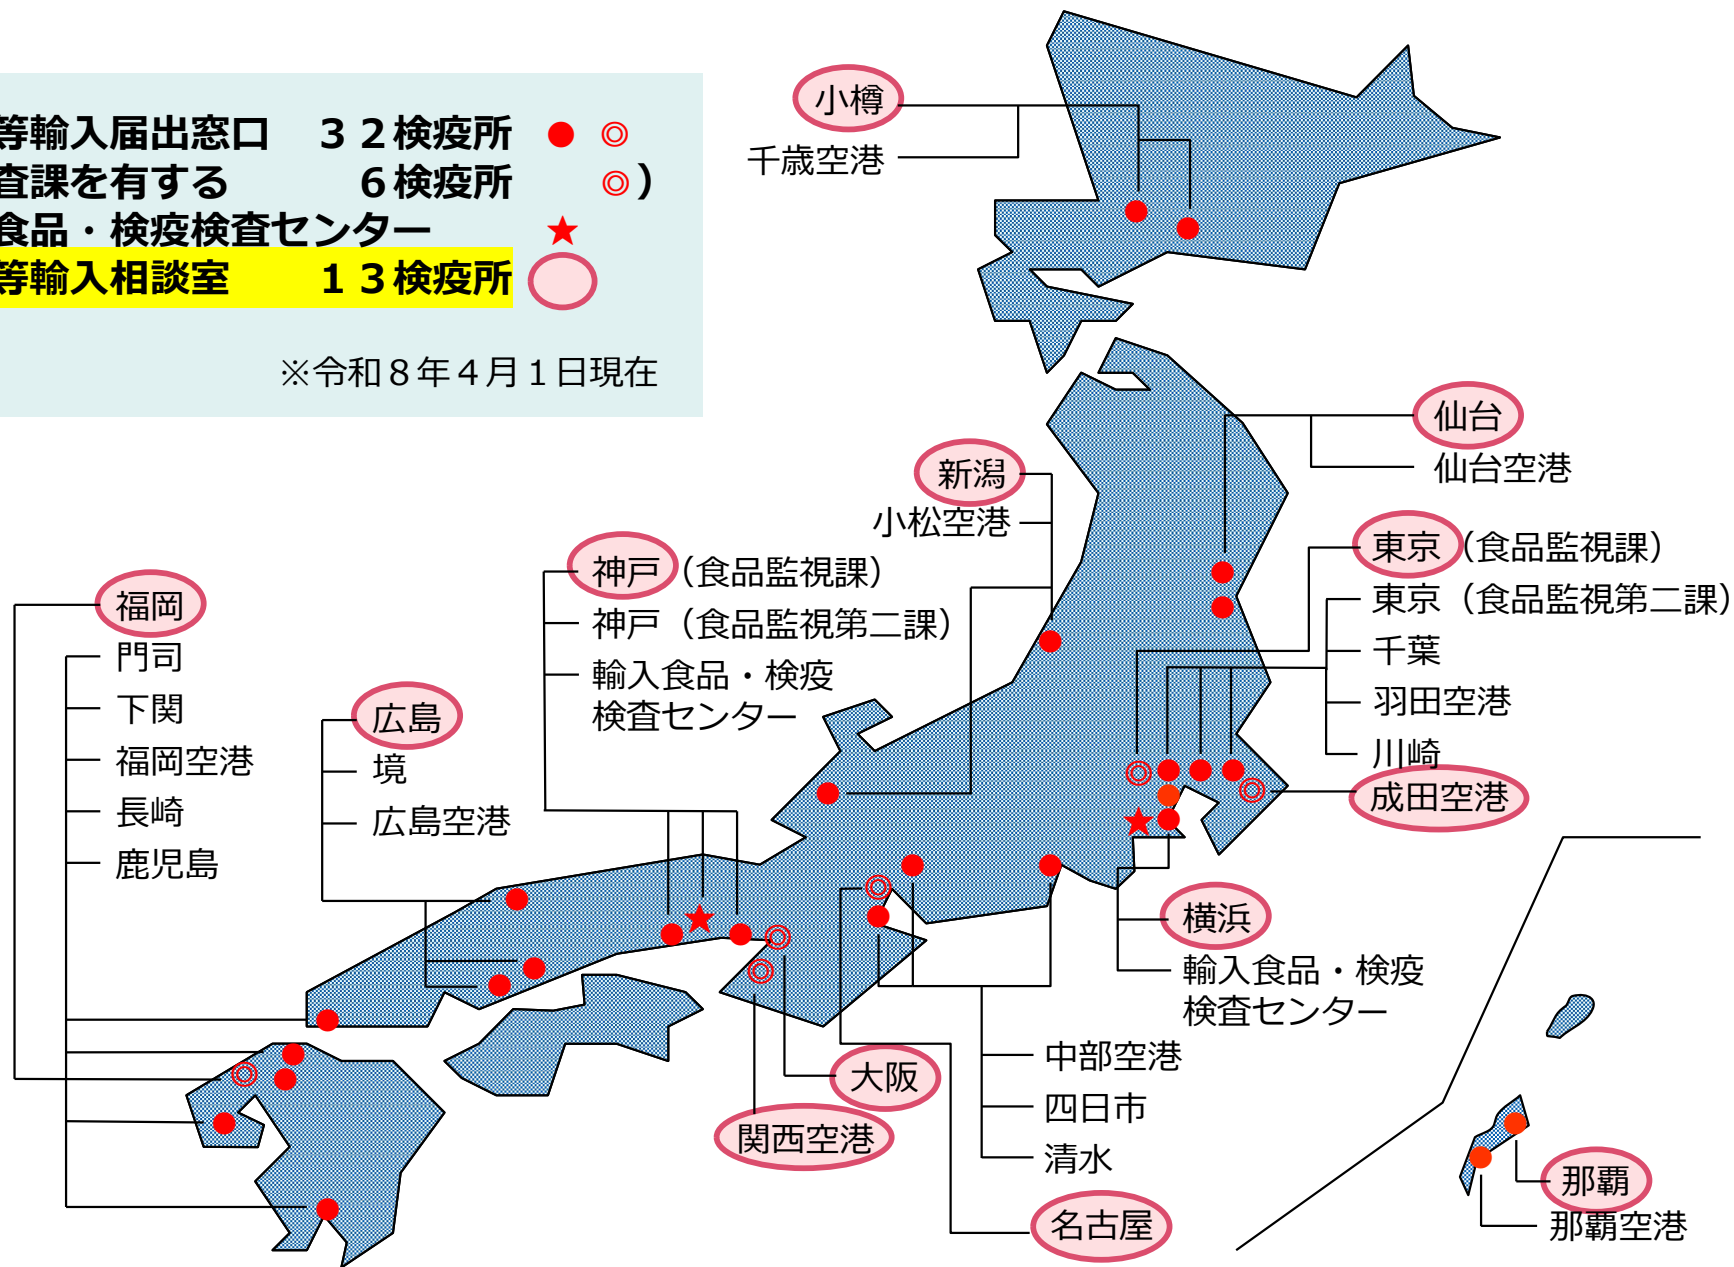 等輸入届出窓口　３２検疫所 ● ◎
査課を有する　６検疫所　◎）
食品・検疫検査センター ★
等輸入相談室　１３検疫所
※令和８年４月１日現在
小樽
千歳空港
仙台
仙台空港
新潟
小松空港
東京（食品監視課）
東京（食品監視第二課）
千葉
羽田空港
川崎
成田空港
神戸（食品監視課）
神戸（食品監視第二課）
輸入食品・検疫
検査センター
福岡
門司
下関
福岡空港
長崎
鹿児島
広島
境
広島空港
横浜
輸入食品・検疫
検査センター
中部空港
四日市
清水
名古屋
大阪
関西空港
那覇
那覇空港